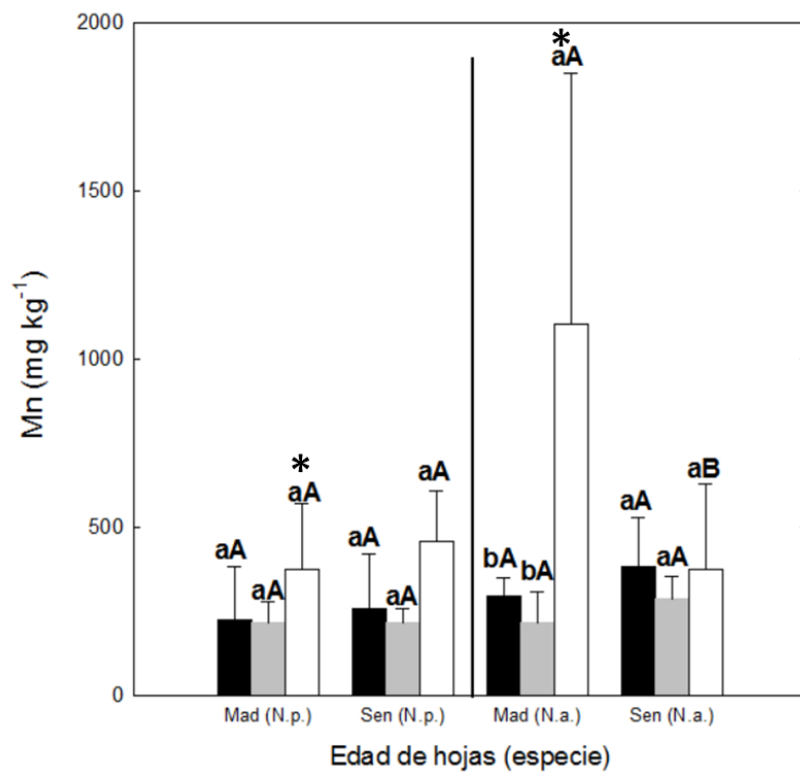 2000
1500
1000
500
0
Mn (mg kg⁻¹)
*
aA
*
aA
aA
aA
aA
aA
aA
bA
bA
aA
aA
aB
Mad (N.p.) Sen (N.p.) Mad (N.a.) Sen (N.a.)
Edad de hojas (especie)